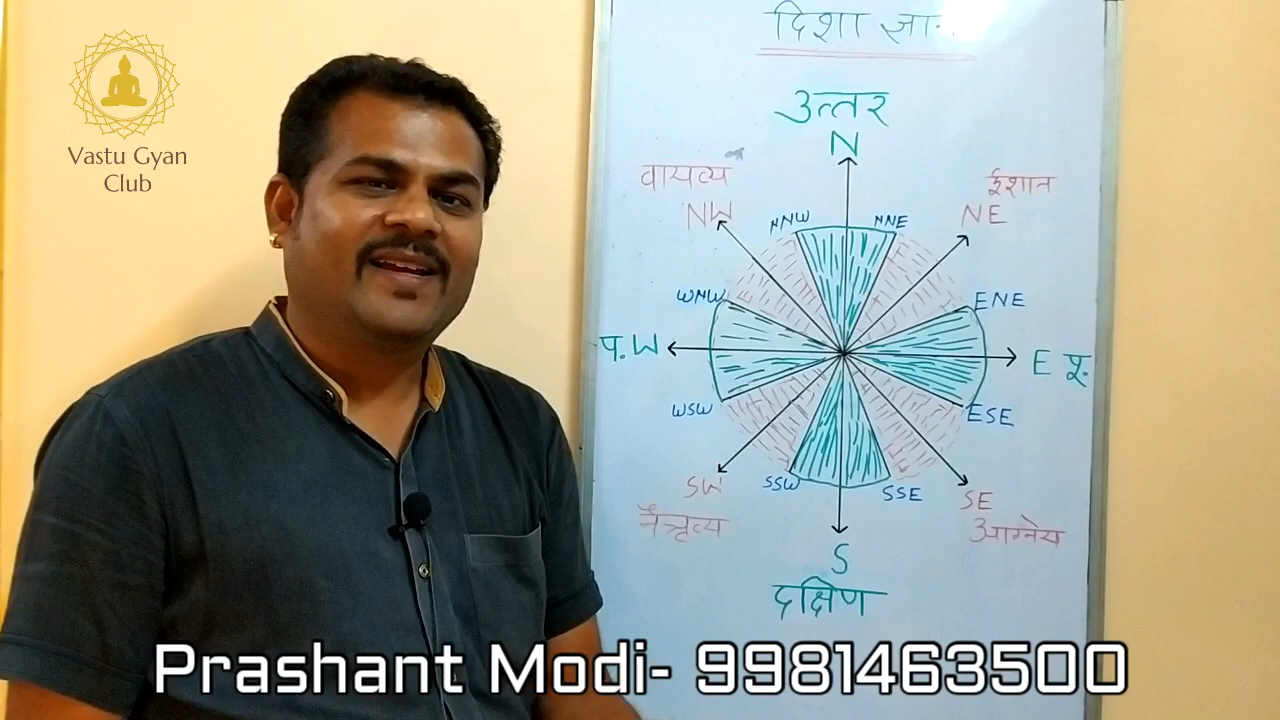 Vastu Gyan
Club
दिशा ज्ञान
उत्तर
N
वायव्य
NW
ईशान
NE
NNW
NNE
WNW
ENE
प. W
E पू.
WSW
ESE
SW
नैऋत्य
SSW
SSE
SE
आग्नेय
S
दक्षिण
Prashant Modi- 9981463500